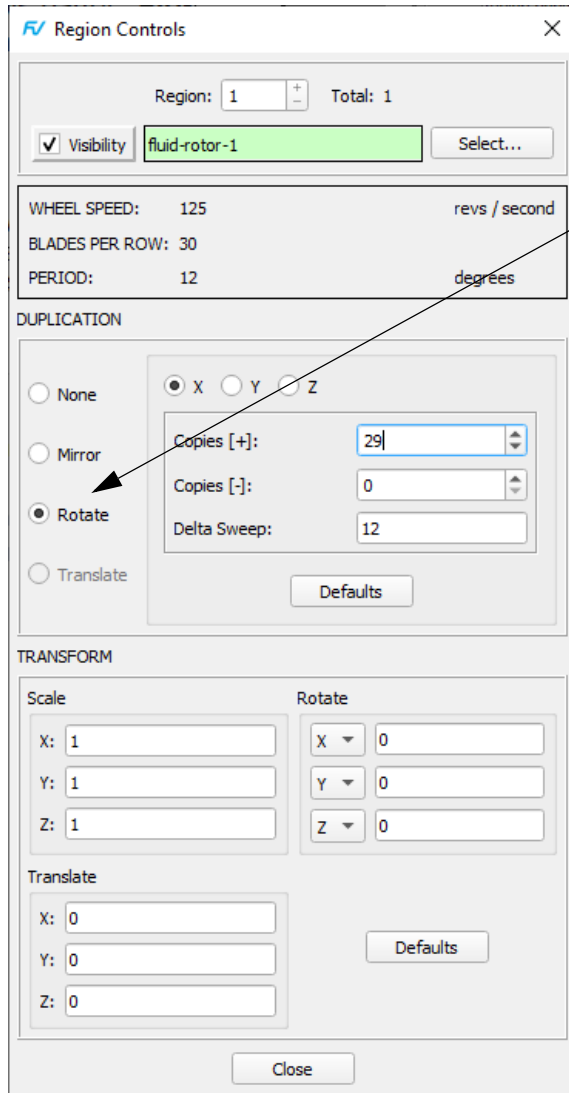 FV Region Controls
Region: 1 Total: 1
Visibility fluid-rotor-1 Select...
WHEEL SPEED: 125 revs / second
BLADES PER ROW: 30
PERIOD: 12 degrees
DUPLICATION
None
Mirror
Rotate
Translate
X Y Z
Copies [+]: 29
Copies [-]: 0
Delta Sweep: 12
Defaults
TRANSFORM
Scale
X: 1
Y: 1
Z: 1
Rotate
X 0
Y 0
Z 0
Translate
X: 0
Y: 0
Z: 0
Defaults
Close